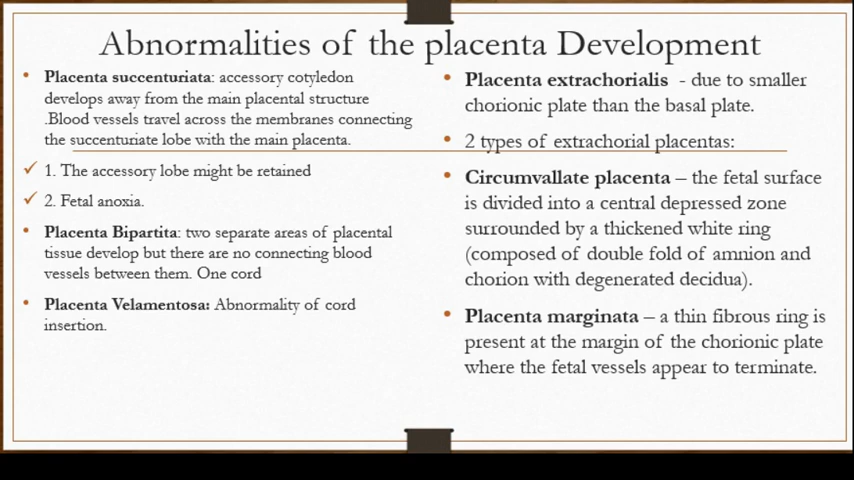 Abnormalities of the placenta Development
• Placenta succenturiata: accessory cotyledon
develops away from the main placental structure
.Blood vessels travel across the membranes connecting
the succenturiate lobe with the main placenta.
✓ 1. The accessory lobe might be retained
✓ 2. Fetal anoxia.
• Placenta Bipartita: two separate areas of placental
tissue develop but there are no connecting blood
vessels between them. One cord
• Placenta Velamentosa: Abnormality of cord
insertion.
• Placenta extrachorialis - due to smaller
chorionic plate than the basal plate.
• 2 types of extrachorial placentas:
• Circumvallate placenta – the fetal surface
is divided into a central depressed zone
surrounded by a thickened white ring
(composed of double fold of amnion and
chorion with degenerated decidua).
• Placenta marginata – a thin fibrous ring is
present at the margin of the chorionic plate
where the fetal vessels appear to terminate.